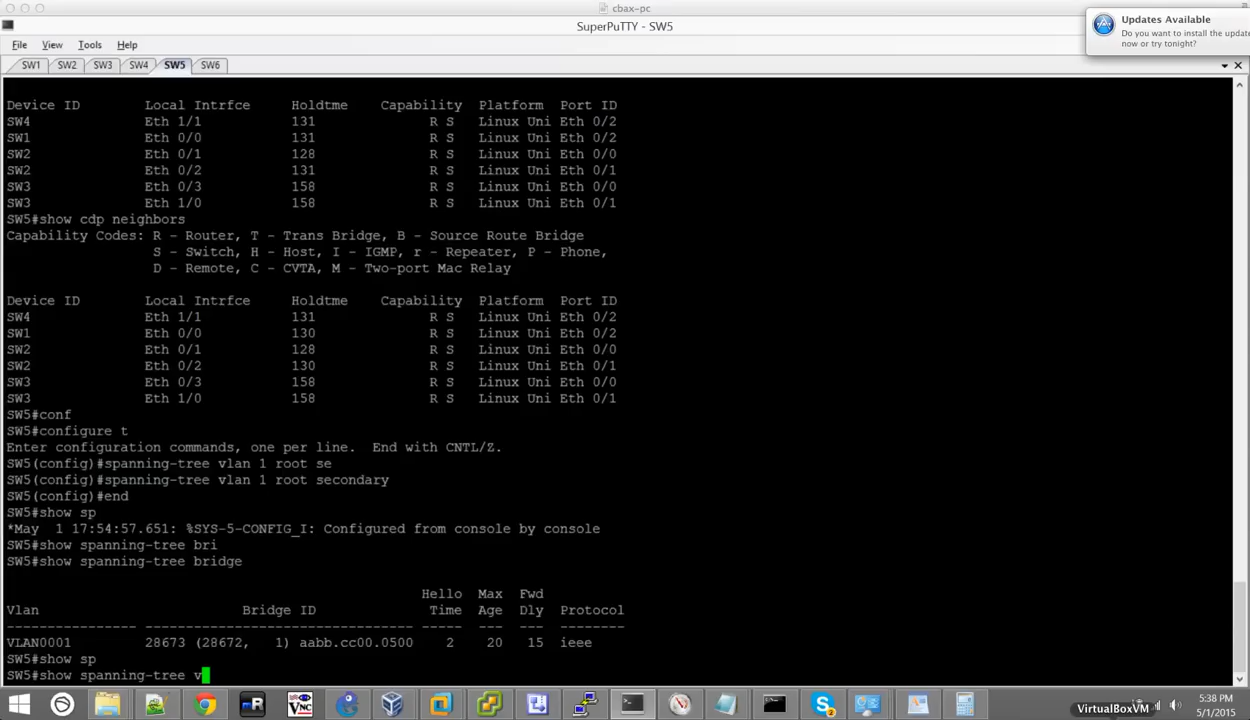 cbax-pc
SuperPuTTY - SW5
Updates Available
Do you want to install the update
now or try tonight?
File View Tools Help
SW1 SW2 SW3 SW4 SW5 SW6
Device ID Local Intrfce Holdtme Capability Platform Port ID
SW4 Eth 1/1 131 R S Linux Uni Eth 0/2
SW1 Eth 0/0 131 R S Linux Uni Eth 0/2
SW2 Eth 0/1 128 R S Linux Uni Eth 0/0
SW2 Eth 0/2 131 R S Linux Uni Eth 0/1
SW3 Eth 0/3 158 R S Linux Uni Eth 0/0
SW3 Eth 1/0 158 R S Linux Uni Eth 0/1
SW5#show cdp neighbors
Capability Codes: R - Router, T - Trans Bridge, B - Source Route Bridge
S - Switch, H - Host, I - IGMP, r - Repeater, P - Phone,
D - Remote, C - CVTA, M - Two-port Mac Relay
Device ID Local Intrfce Holdtme Capability Platform Port ID
SW4 Eth 1/1 131 R S Linux Uni Eth 0/2
SW1 Eth 0/0 130 R S Linux Uni Eth 0/2
SW2 Eth 0/1 128 R S Linux Uni Eth 0/0
SW2 Eth 0/2 130 R S Linux Uni Eth 0/1
SW3 Eth 0/3 158 R S Linux Uni Eth 0/0
SW3 Eth 1/0 158 R S Linux Uni Eth 0/1
SW5#conf
SW5#configure t
Enter configuration commands, one per line. End with CNTL/Z.
SW5(config)#spanning-tree vlan 1 root se
SW5(config)#spanning-tree vlan 1 root secondary
SW5(config)#end
SW5#show sp
*May 1 17:54:57.651: %SYS-5-CONFIG_I: Configured from console by console
SW5#show spanning-tree bri
SW5#show spanning-tree bridge
Hello Max Fwd
Vlan Bridge ID Time Age Dly Protocol
---------------- --------------------------------- ----- --- --- --------
VLAN0001 28673 (28672, 1) aabb.cc00.0500 2 20 15 ieee
SW5#show sp
SW5#show spanning-tree v
VirtualBoxVM
5:38 PM
5/1/2015